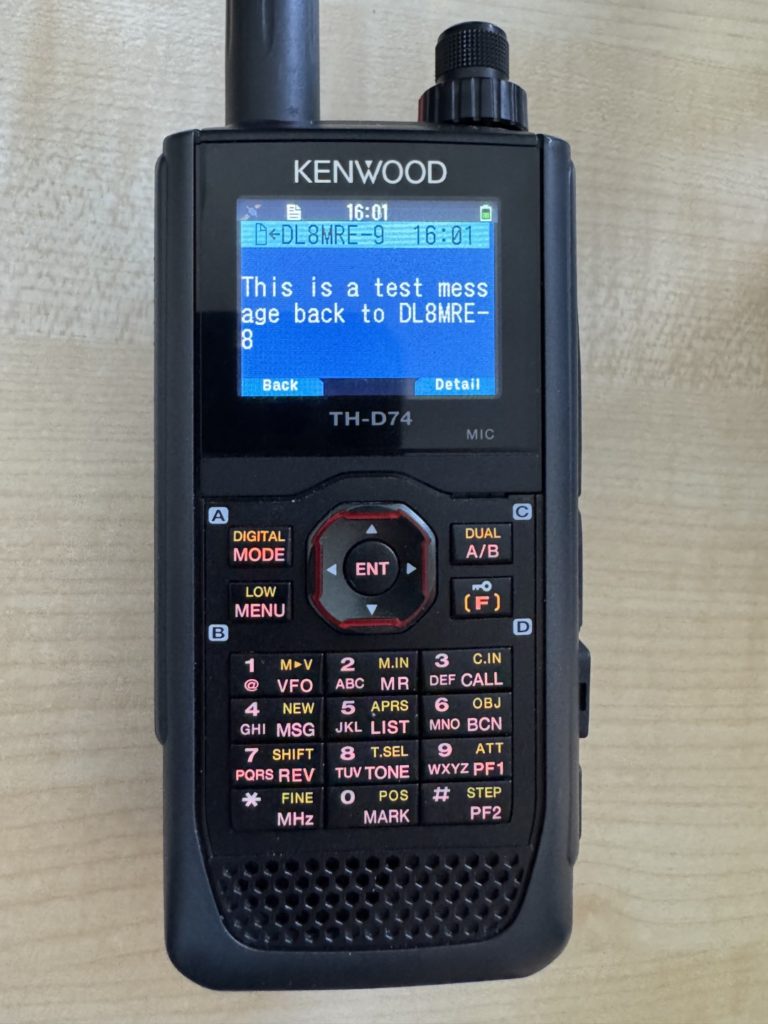 KENWOOD
16:01
←DL8MRE-9 16:01
This is a test mess
age back to DL8MRE-
8
Back Detail
TH-D74
MIC
A C
DIGITAL DUAL
MODE ENT A/B
LOW
MENU (F)
B D
1 M▸V 2 M.IN 3 C.IN
@ VFO ABC MR DEF CALL
4 NEW 5 APRS 6 OBJ
GHI MSG JKL LIST MNO BCN
7 SHIFT 8 T.SEL 9 ATT
PQRS REV TUV TONE WXYZ PF1
* FINE 0 POS # STEP
MHz MARK PF2